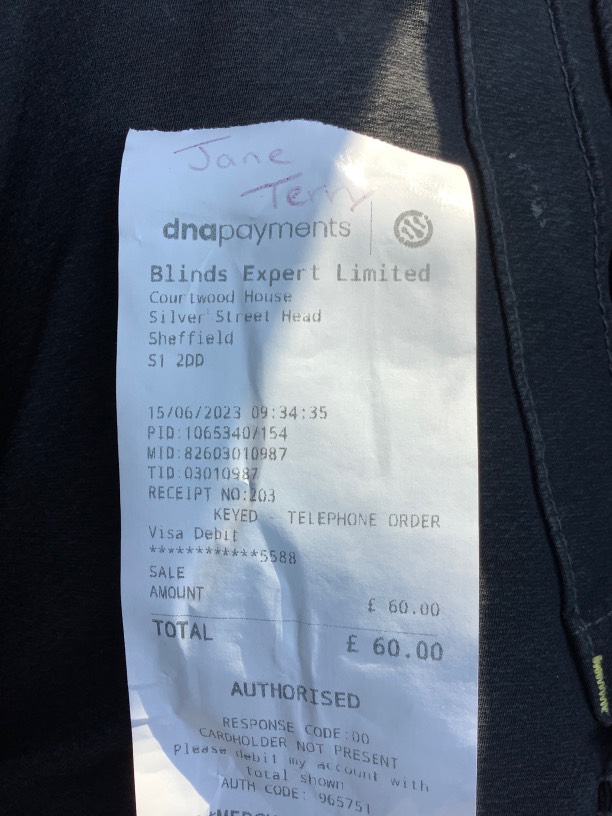 Jane
Terry
dnapayments
Blinds Expert Limited
Courtwood House
Silver Street Head
Sheffield
S1 2DD
15/06/2023 09:34:35
PID:1065340/154
MID:82603010987
TID:03010987
RECEIPT NO:203
KEYED - TELEPHONE ORDER
Visa Debit
************5588
SALE
AMOUNT £ 60.00
TOTAL £ 60.00
AUTHORISED
RESPONSE CODE:00
CARDHOLDER NOT PRESENT
Please debit my account with
total shown
AUTH CODE: 965751